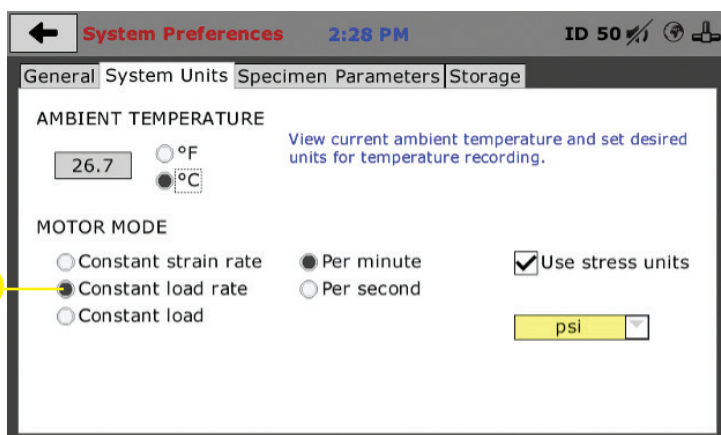 System Preferences 2:28 PM ID 50
General System Units Specimen Parameters Storage
AMBIENT TEMPERATURE
26.7
°F
°C
View current ambient temperature and set desired
units for temperature recording.
MOTOR MODE
Constant strain rate
Constant load rate
Constant load
Per minute
Per second
Use stress units
psi